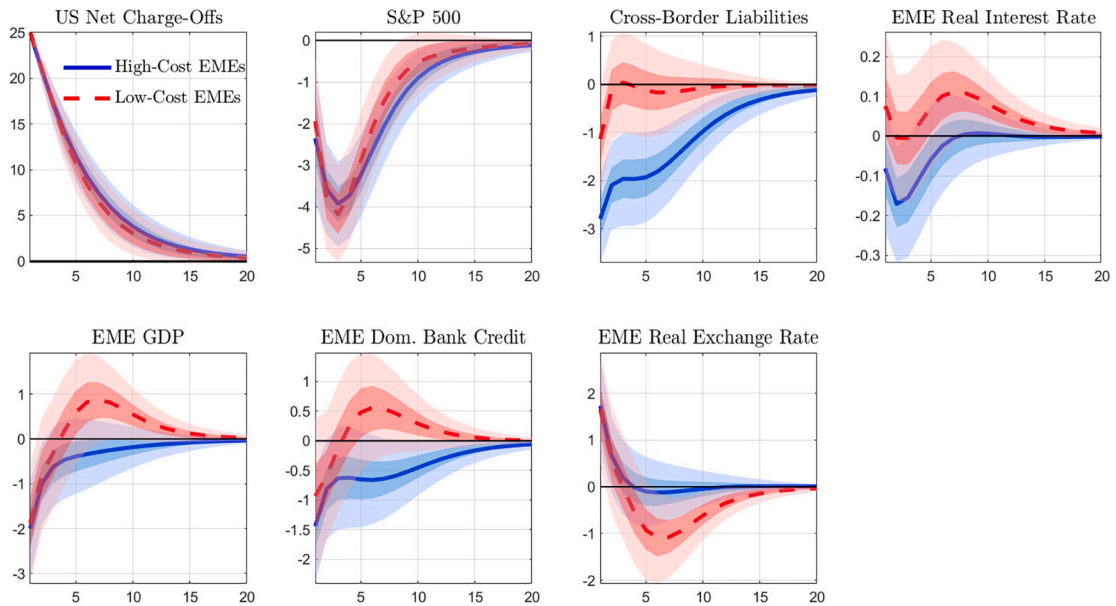 US Net Charge-Offs
25
20
15
10
5
0
5 10 15 20
High-Cost EMEs
Low-Cost EMEs
S&P 500
0
-1
-2
-3
-4
-5
5 10 15 20
Cross-Border Liabilities
1
0
-1
-2
-3
5 10 15 20
EME Real Interest Rate
0.2
0.1
0
-0.1
-0.2
-0.3
5 10 15 20
EME GDP
1
0
-1
-2
-3
5 10 15 20
EME Dom. Bank Credit
1
0.5
0
-0.5
-1
-1.5
-2
5 10 15 20
EME Real Exchange Rate
2
1
0
-1
-2
5 10 15 20